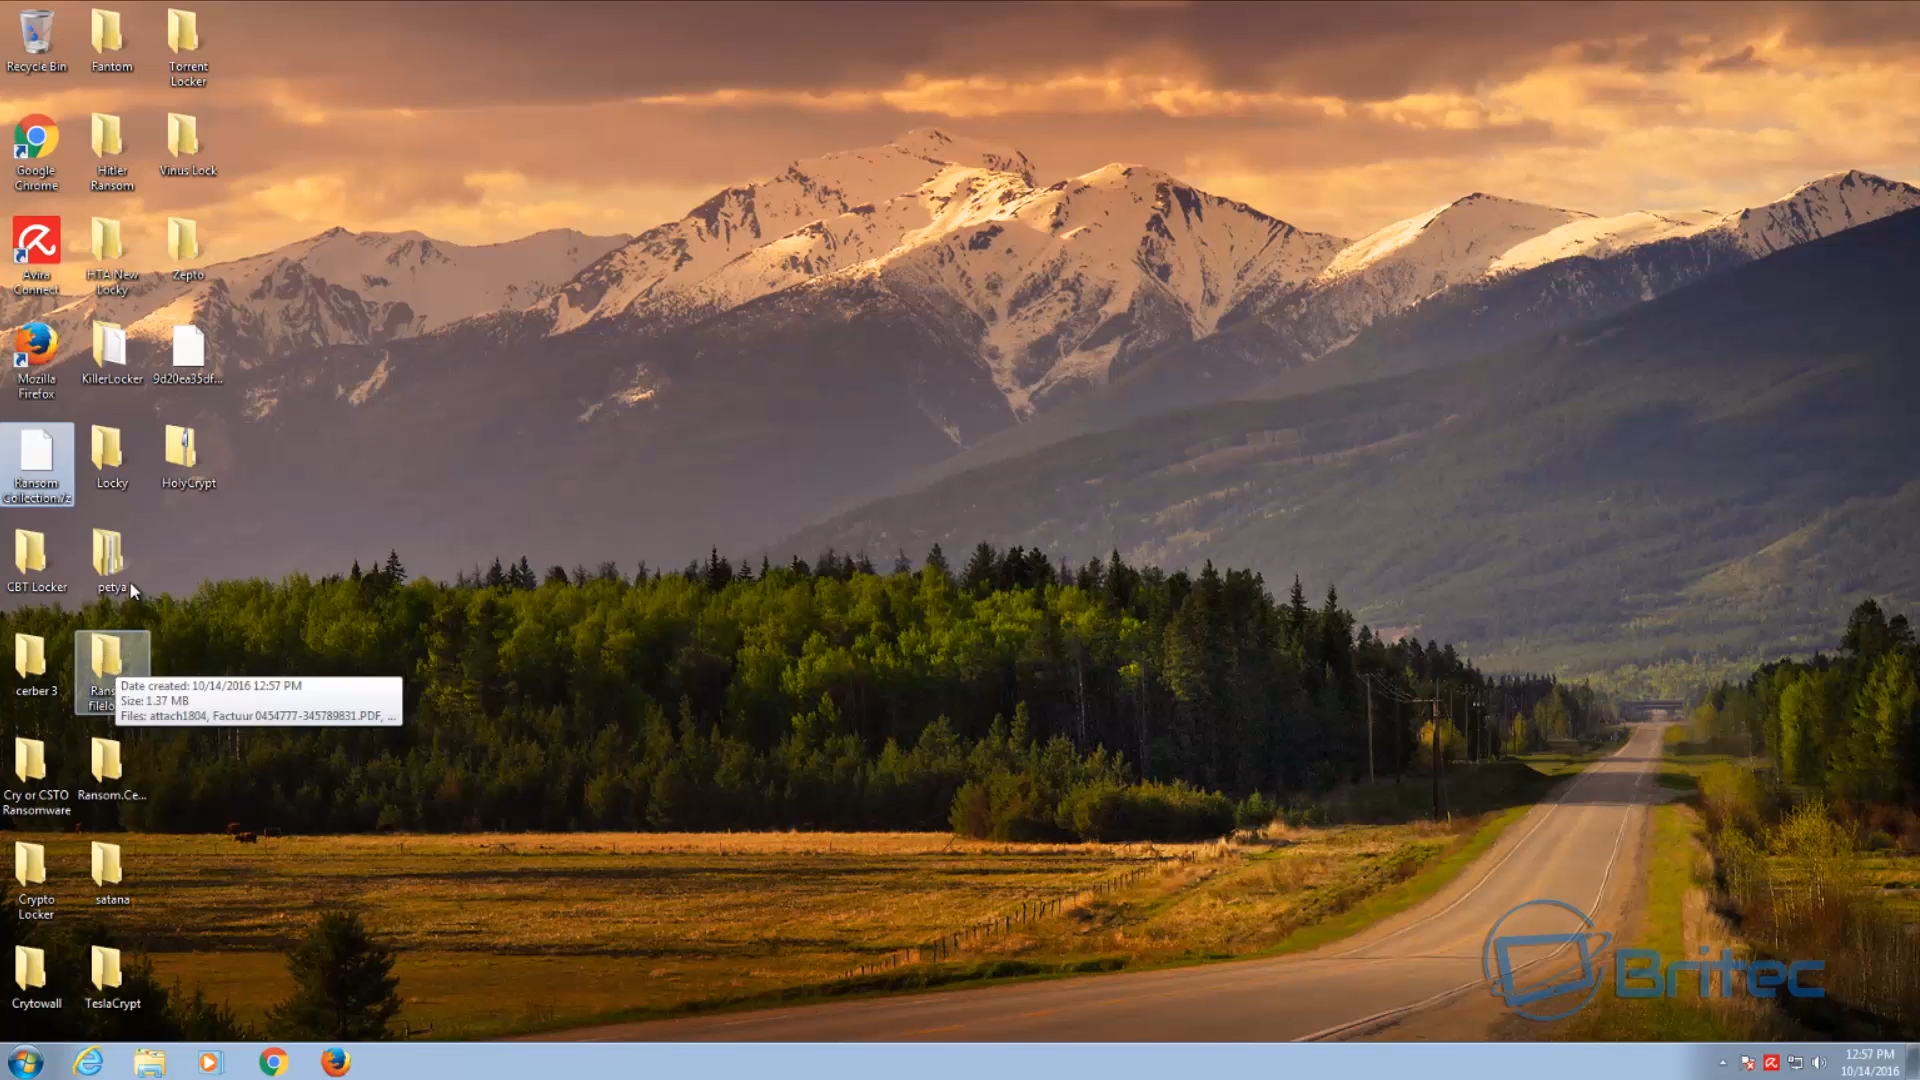 Recycle Bin
Fantom
Torrent
Locker
Google
Chrome
Hitler
Ransom
Virus Lock
Avira
Connect
HTA New
Locky
Zepto
Mozilla
Firefox
KillerLocker
9d20ea35df...
Ransom
Collection.7z
Locky
HolyCrypt
CBT Locker
petya
cerber 3
Rans
filelo
Date created: 10/14/2016 12:57 PM
Size: 1.37 MB
Files: attach1804, Factuur 0454777-345789831.PDF, ...
Cry or CSTO
Ransomware
Ransom.Ce...
Crypto
Locker
satana
Crytowall
TeslaCrypt
Britec
12:57 PM
10/14/2016